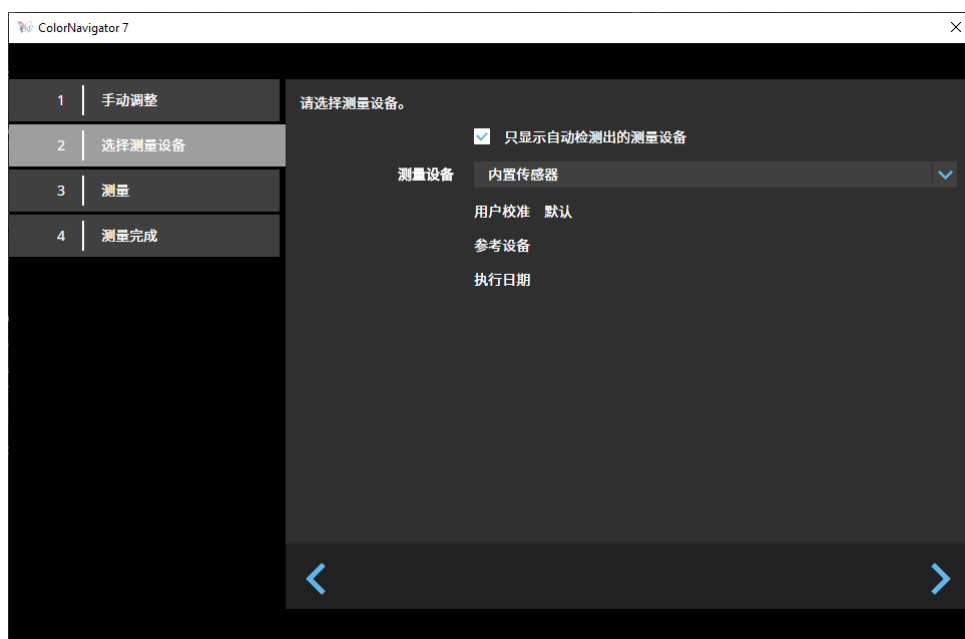 ColorNavigator 7
1 手动调整
2 选择测量设备
3 测量
4 测量完成
请选择测量设备。
只显示自动检测出的测量设备
测量设备 内置传感器
用户校准 默认
参考设备
执行日期